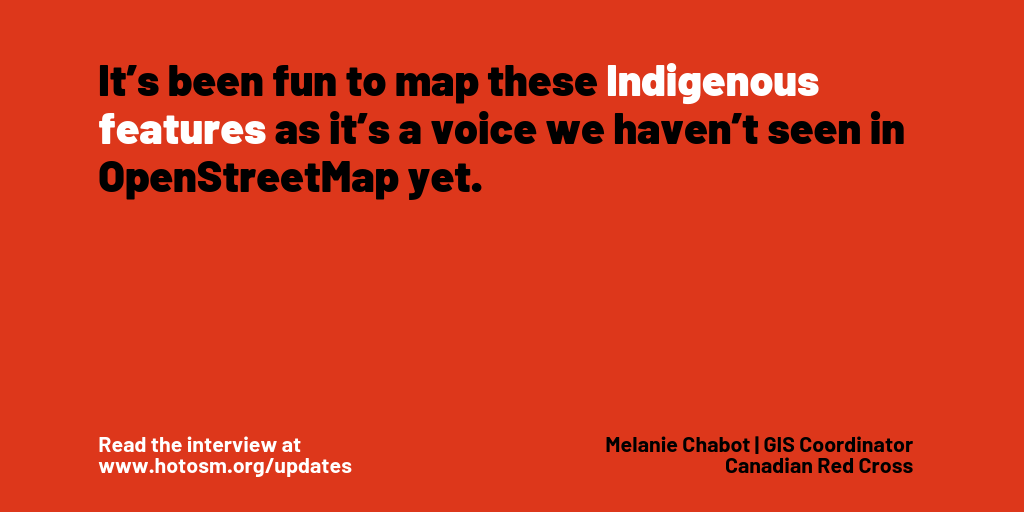 It’s been fun to map these Indigenous
features as it’s a voice we haven’t seen in
OpenStreetMap yet.
Read the interview at
www.hotosm.org/updates
Melanie Chabot | GIS Coordinator
Canadian Red Cross